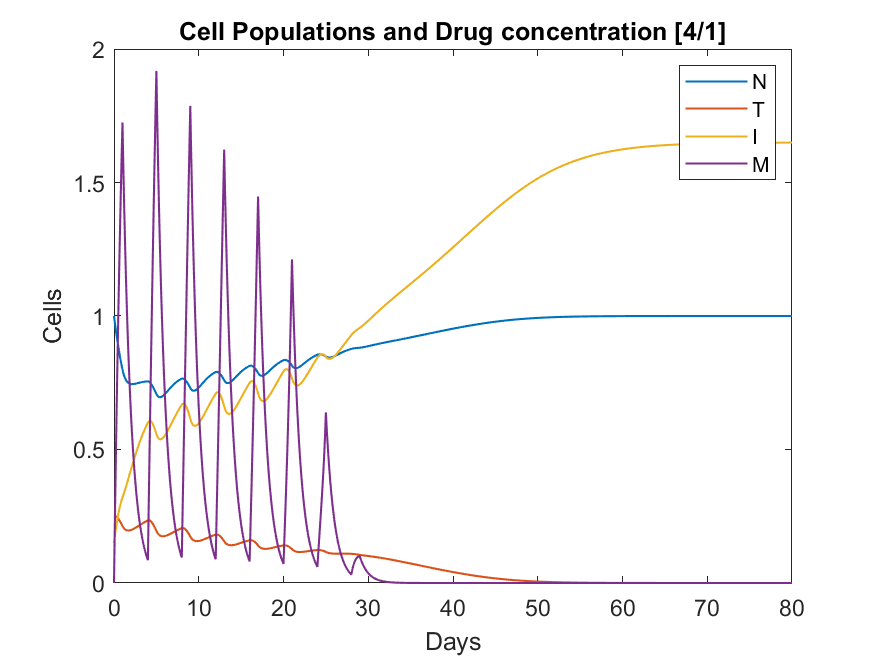 Cell Populations and Drug concentration [4/1]
2
1.5
1
0.5
0
Cells
N
T
I
M
0 10 20 30 40 50 60 70 80
Days